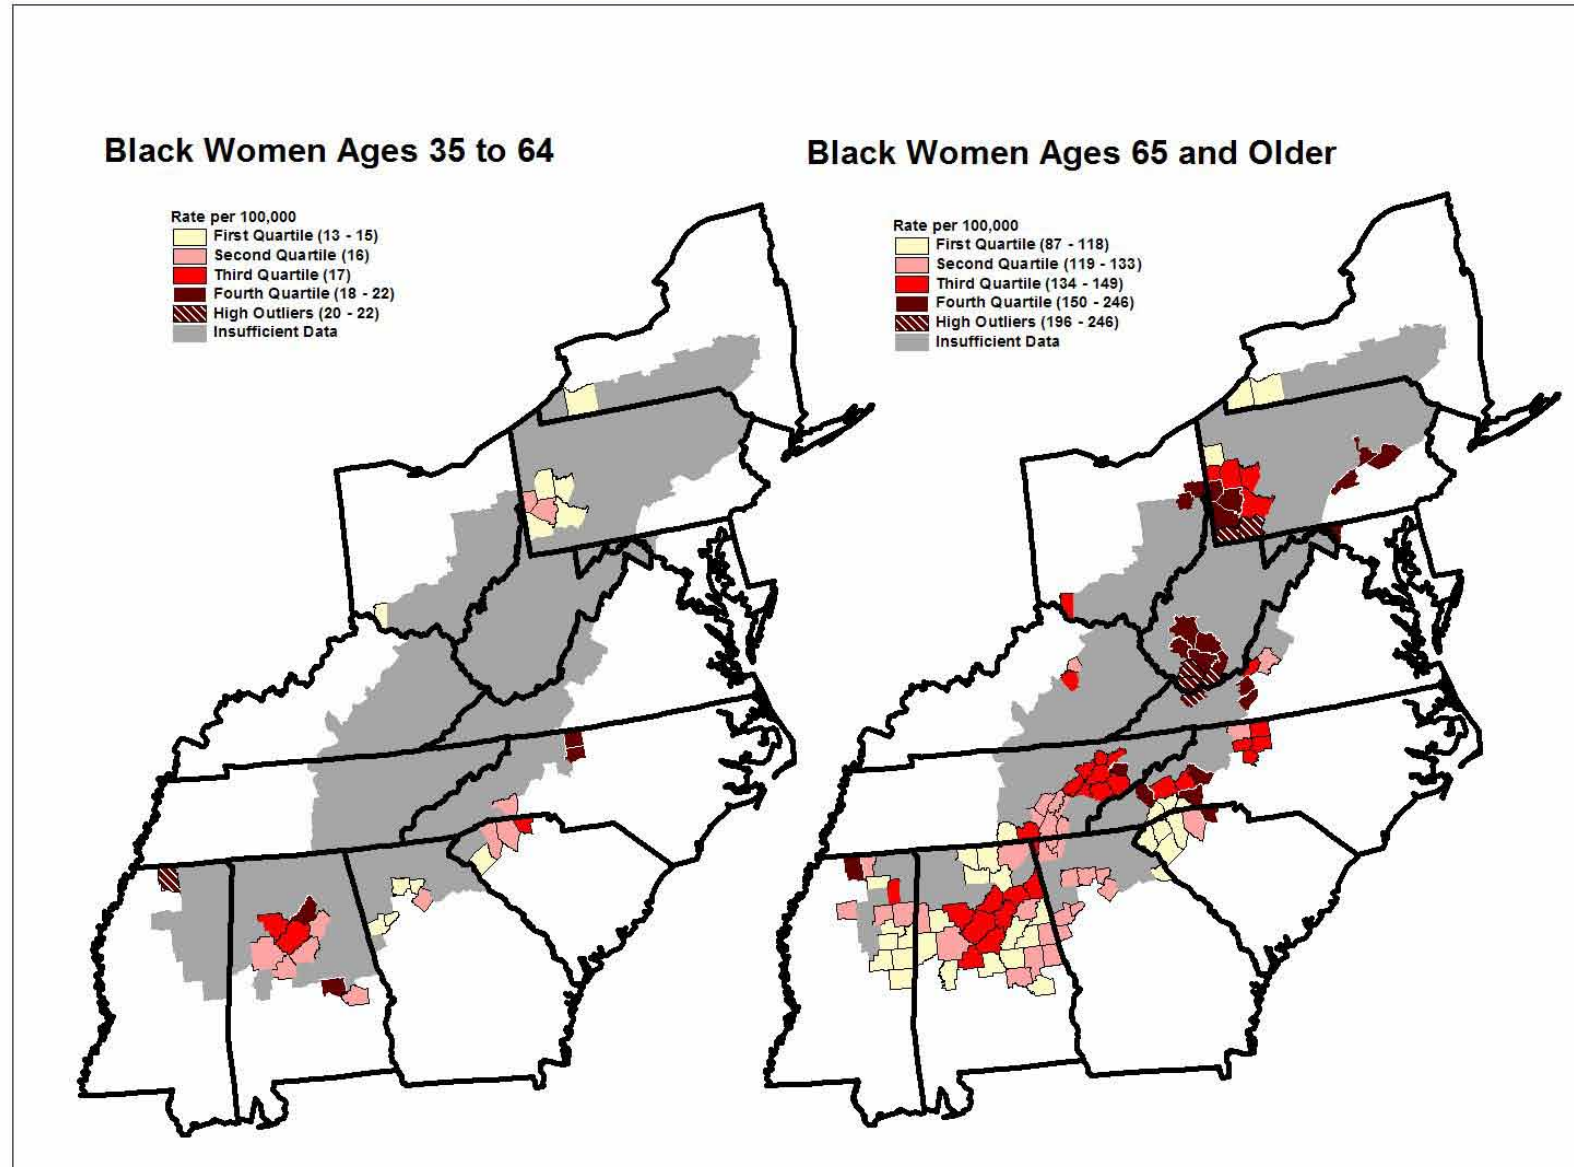 Black Women Ages 35 to 64
Rate per 100,000
First Quartile (13 - 15)
Second Quartile (16)
Third Quartile (17)
Fourth Quartile (18 - 22)
High Outliers (20 - 22)
Insufficient Data
Black Women Ages 65 and Older
Rate per 100,000
First Quartile (87 - 118)
Second Quartile (119 - 133)
Third Quartile (134 - 149)
Fourth Quartile (150 - 246)
High Outliers (196 - 246)
Insufficient Data